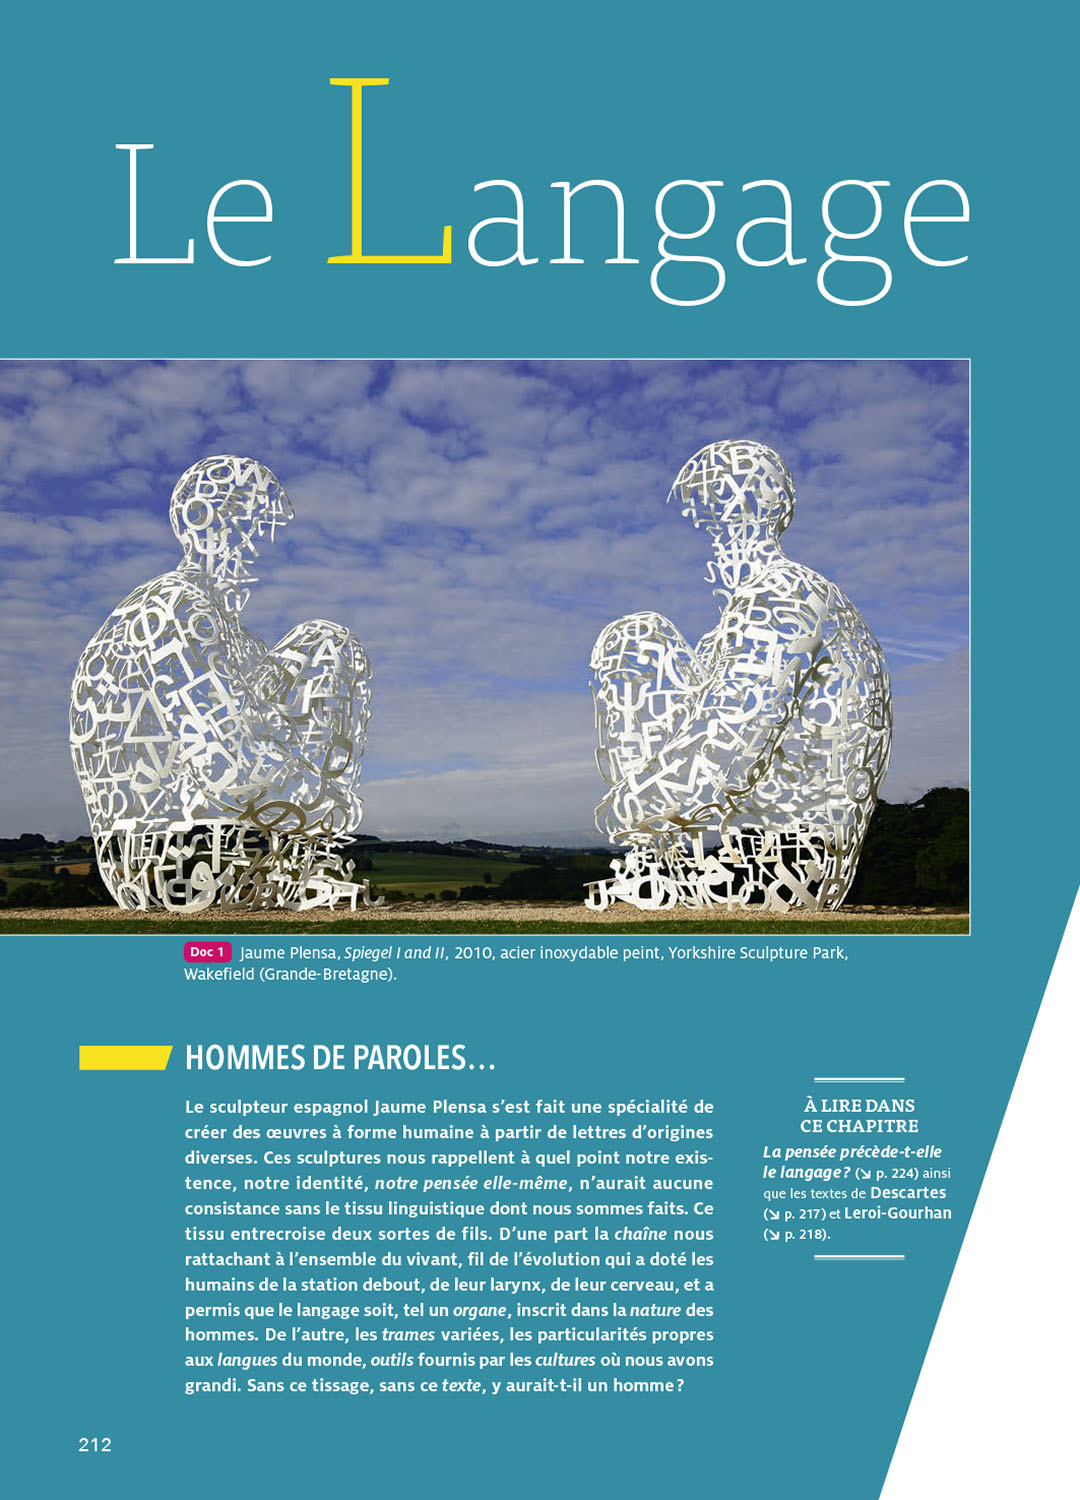 Le Langage
Doc 1 Jaume Plensa, Spiegel I and II, 2010, acier inoxydable peint, Yorkshire Sculpture Park,
Wakefield (Grande-Bretagne).
HOMMES DE PAROLES...
Le sculpteur espagnol Jaume Plensa s’est fait une spécialité de
créer des œuvres à forme humaine à partir de lettres d’origines
diverses. Ces sculptures nous rappellent à quel point notre exis-
tence, notre identité, notre pensée elle-même, n’aurait aucune
consistance sans le tissu linguistique dont nous sommes faits. Ce
tissu entrecroise deux sortes de fils. D’une part la chaîne nous
rattachant à l’ensemble du vivant, fil de l’évolution qui a doté les
humains de la station debout, de leur larynx, de leur cerveau, et a
permis que le langage soit, tel un organe, inscrit dans la nature des
hommes. De l’autre, les trames variées, les particularités propres
aux langues du monde, outils fournis par les cultures où nous avons
grandi. Sans ce tissage, sans ce texte, y aurait-t-il un homme ?
À LIRE DANS
CE CHAPITRE
La pensée précède-t-elle
le langage ? (↘ p. 224) ainsi
que les textes de Descartes
(↘ p. 217) et Leroi-Gourhan
(↘ p. 218).
212